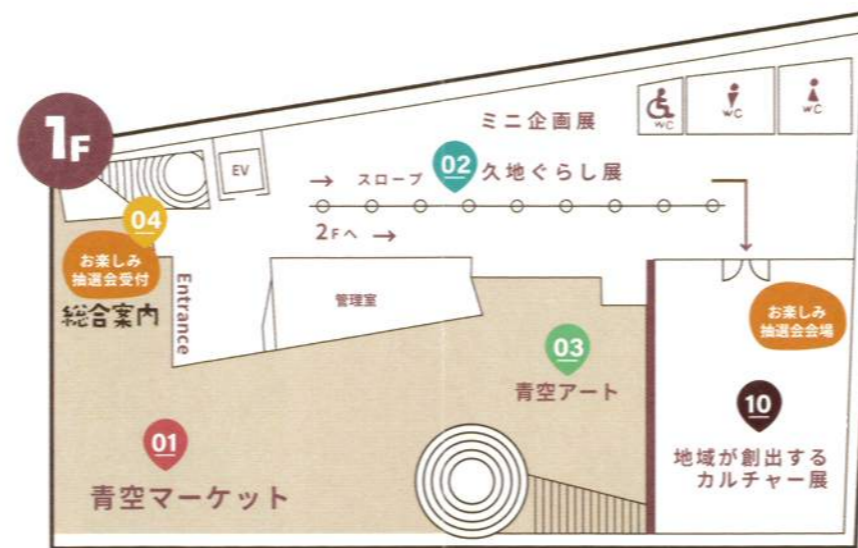 1F
ミニ企画展
WC
WC
WC
EV
→ スロープ
02
久地ぐらし展
2Fへ →
04
お楽しみ
抽選会受付
総合案内
Entrance
管理室
お楽しみ
抽選会会場
03
青空アート
01
青空マーケット
10
地域が創出する
カルチャー展